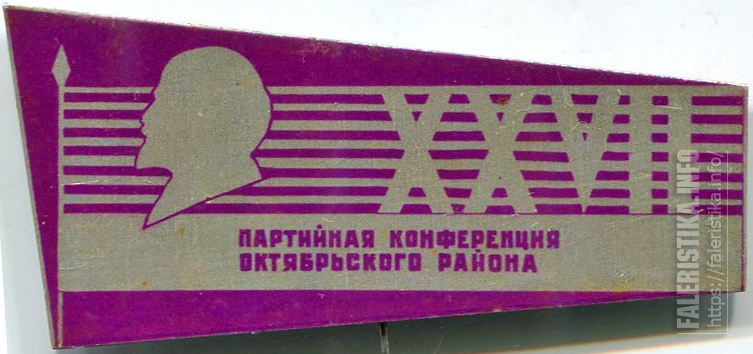 XXVII
ПАРТИЙНАЯ КОНФЕРЕНЦИЯ
ОКТЯБРЬСКОГО РАЙОНА
FALERISTIKA.INFO
https://faleristika.info/